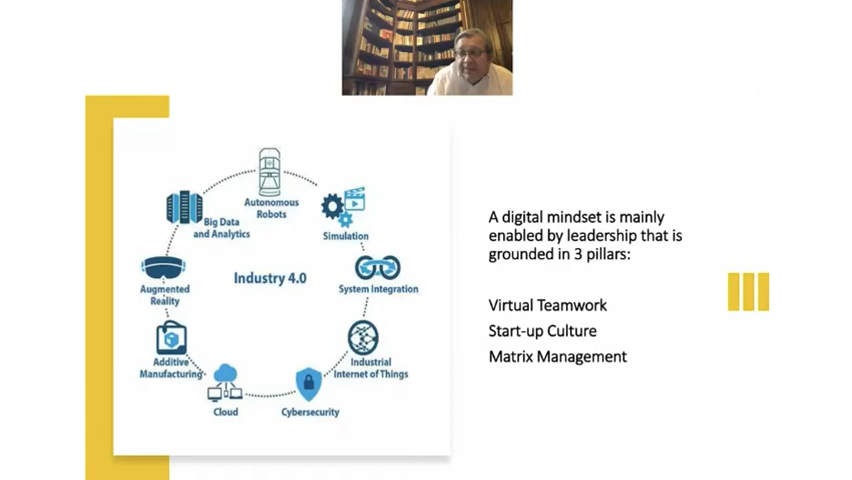 Autonomous
Robots
Big Data
and Analytics
Simulation
Industry 4.0
System Integration
Augmented
Reality
Additive
Manufacturing
Industrial
Internet of Things
Cloud
Cybersecurity
A digital mindset is mainly
enabled by leadership that is
grounded in 3 pillars:
Virtual Teamwork
Start-up Culture
Matrix Management